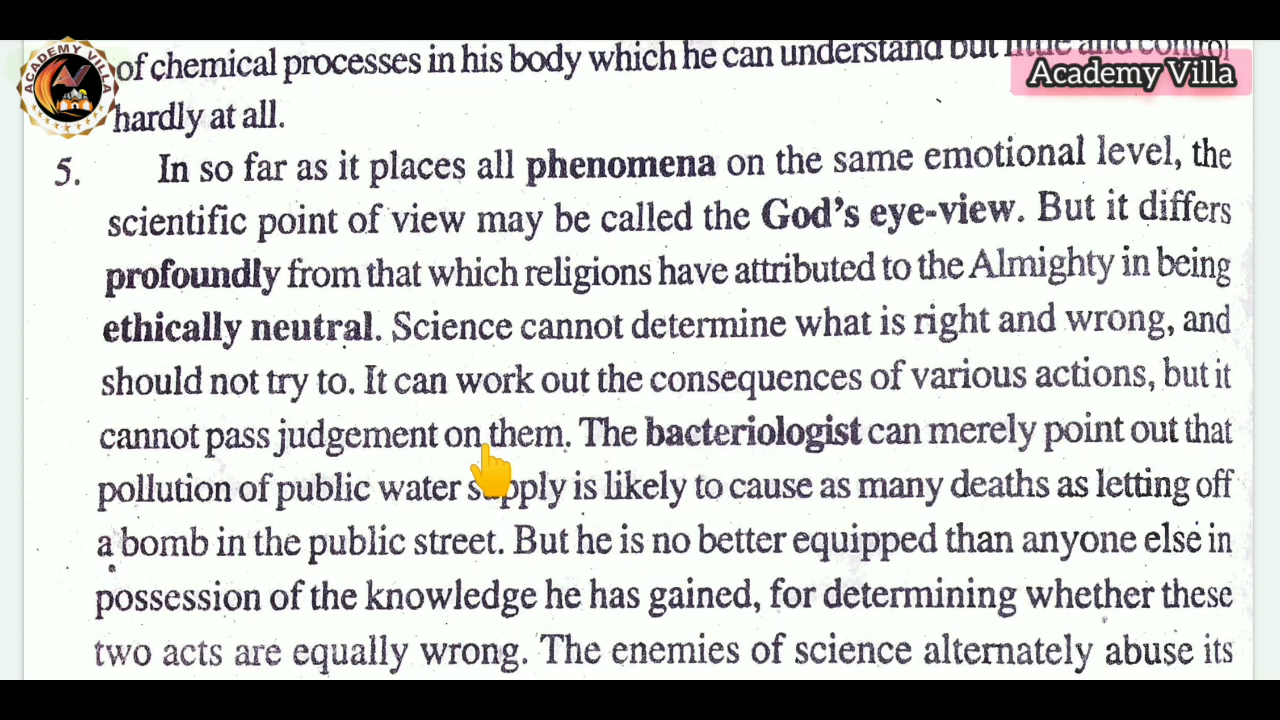 ACADEMY VILLA
Academy Villa
of chemical processes in his body which he can understand but little and control
hardly at all.
5. In so far as it places all phenomena on the same emotional level, the
scientific point of view may be called the God's eye-view. But it differs
profoundly from that which religions have attributed to the Almighty in being
ethically neutral. Science cannot determine what is right and wrong, and
should not try to. It can work out the consequences of various actions, but it
cannot pass judgement on them. The bacteriologist can merely point out that
pollution of public water supply is likely to cause as many deaths as letting off
a bomb in the public street. But he is no better equipped than anyone else in
possession of the knowledge he has gained, for determining whether these
two acts are equally wrong. The enemies of science alternately abuse its